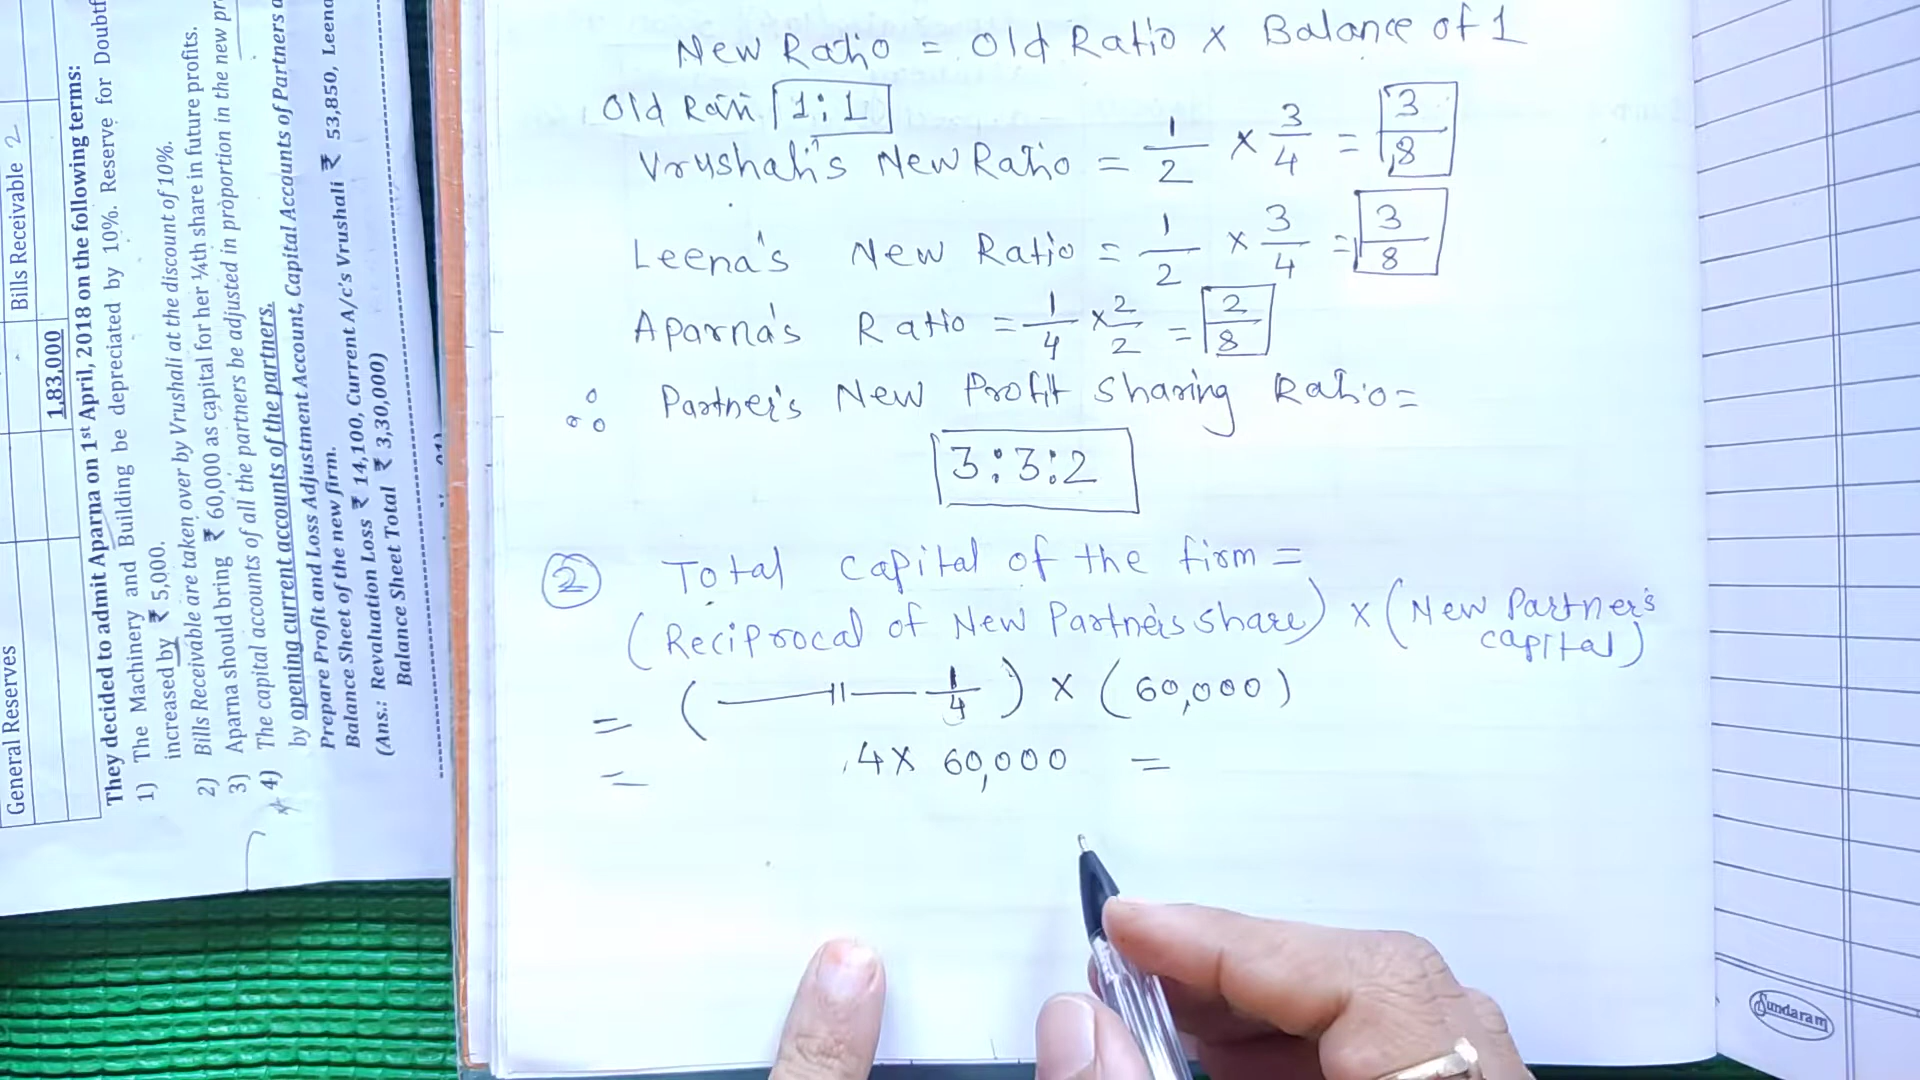 New Ratio = Old Ratio x Balance of 1
Old Rati 1:1
Vrushali's New Ratio = 1/2 x 3/4 = 3/8
Leena's New Ratio = 1/2 x 3/4 = 3/8
Aparna's Ratio = 1/4 x 2/2 = 2/8
∴ Partner's New Profit Sharing Ratio =
3:3:2
② Total capital of the firm =
(Reciprocal of New Partner's share) x (New Partner's capital)
= ( —〃— 1/4 ) x (60,000)
= 4 x 60,000 =
General Reserves
Bills Receivable 2
1,83,000
They decided to admit Aparna on 1st April, 2018 on the following terms:
1) The Machinery and Building be depreciated by 10%. Reserve for
increased by ₹ 5,000.
2) Bills Receivable are taken over by Vrushali at the discount of 10%.
3) Aparna should bring ₹ 60,000 as capital for her ¼th share in future profits.
4) The capital accounts of all the partners be adjusted in proportion in the new
by opening current accounts of the partners.
Prepare Profit and Loss Adjustment Account, Capital Accounts of Partners
Balance Sheet of the new firm.
(Ans.: Revaluation Loss ₹ 14,100, Current A/c's Vrushali ₹ 53,850, Leena
Balance Sheet Total ₹ 3,30,000)
Sundaram